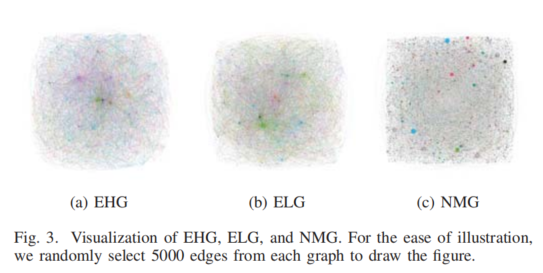 (a) EHG (b) ELG (c) NMG
Fig. 3. Visualization of EHG, ELG, and NMG. For the ease of illustration,
we randomly select 5000 edges from each graph to draw the figure.